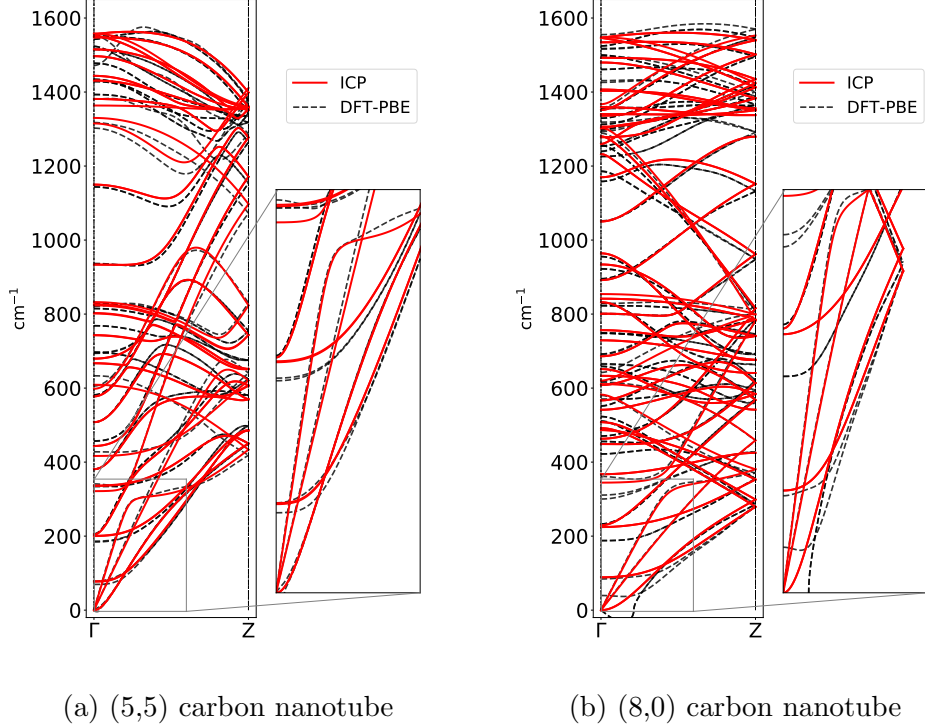 1600
1400
1200
1000
800
600
400
200
0
cm⁻¹
Γ
Z
ICP
DFT-PBE
1600
1400
1200
1000
800
600
400
200
0
cm⁻¹
Γ
Z
ICP
DFT-PBE
(a) (5,5) carbon nanotube
(b) (8,0) carbon nanotube